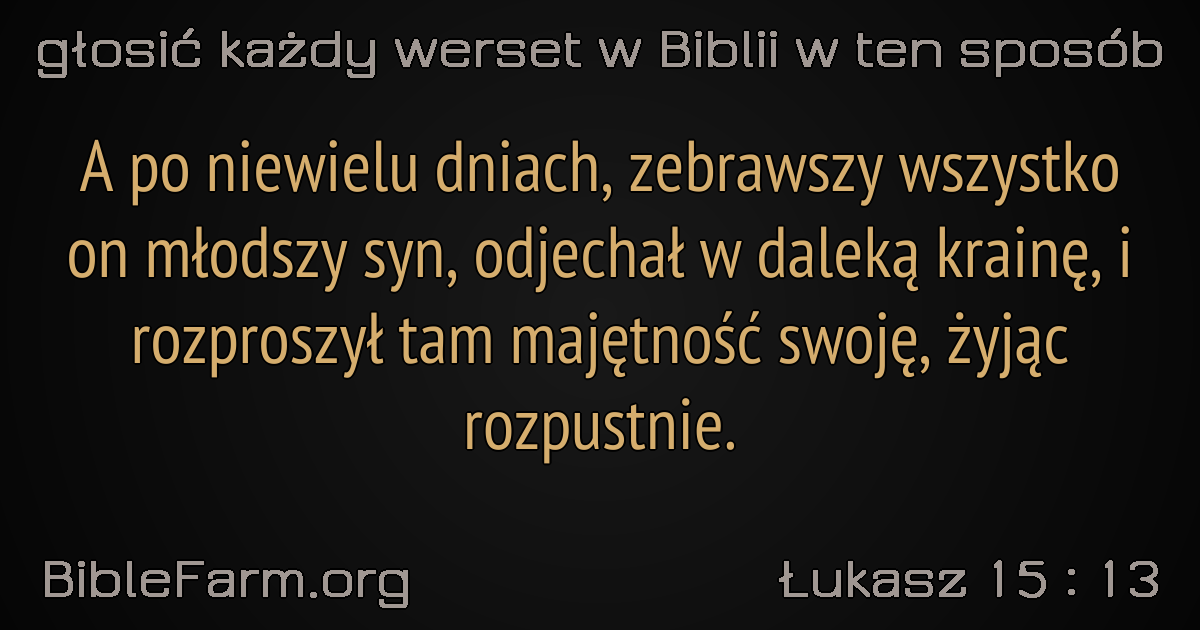 głosić każdy werset w Biblii w ten sposób
A po niewielu dniach, zebrawszy wszystko
on młodszy syn, odjechał w daleką krainę, i
rozproszył tam majętność swoję, żyjąc
rozpustnie.
BibleFarm.org
Łukasz 15 : 13